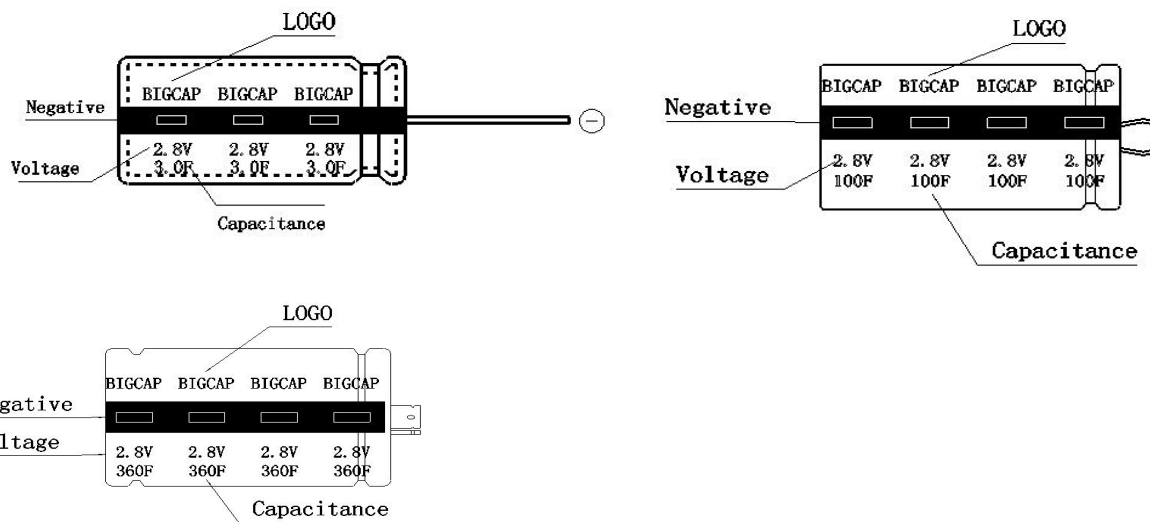 LOGO
BIGCAP BIGCAP BIGCAP
Negative
2.8V 2.8V 2.8V
Voltage
3.0F 3.0F 3.0F
Capacitance
LOGO
BIGCAP BIGCAP BIGCAP BIGCAP
Negative
2.8V 2.8V 2.8V 2.8V
Voltage
100F 100F 100F 100F
Capacitance
LOGO
BIGCAP BIGCAP BIGCAP BIGCAP
gative
ltage
2.8V 2.8V 2.8V 2.8V
360F 360F 360F 360F
Capacitance